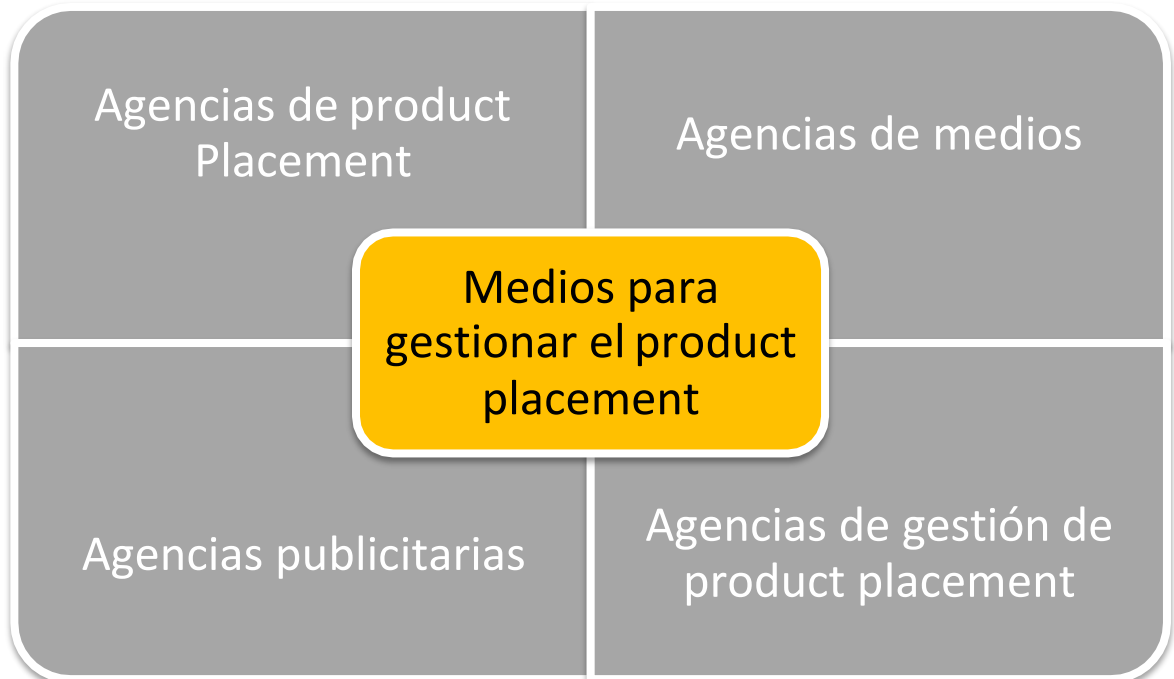 Agencias de product
Placement
Agencias de medios
Medios para
gestionar el product
placement
Agencias publicitarias
Agencias de gestión de
product placement